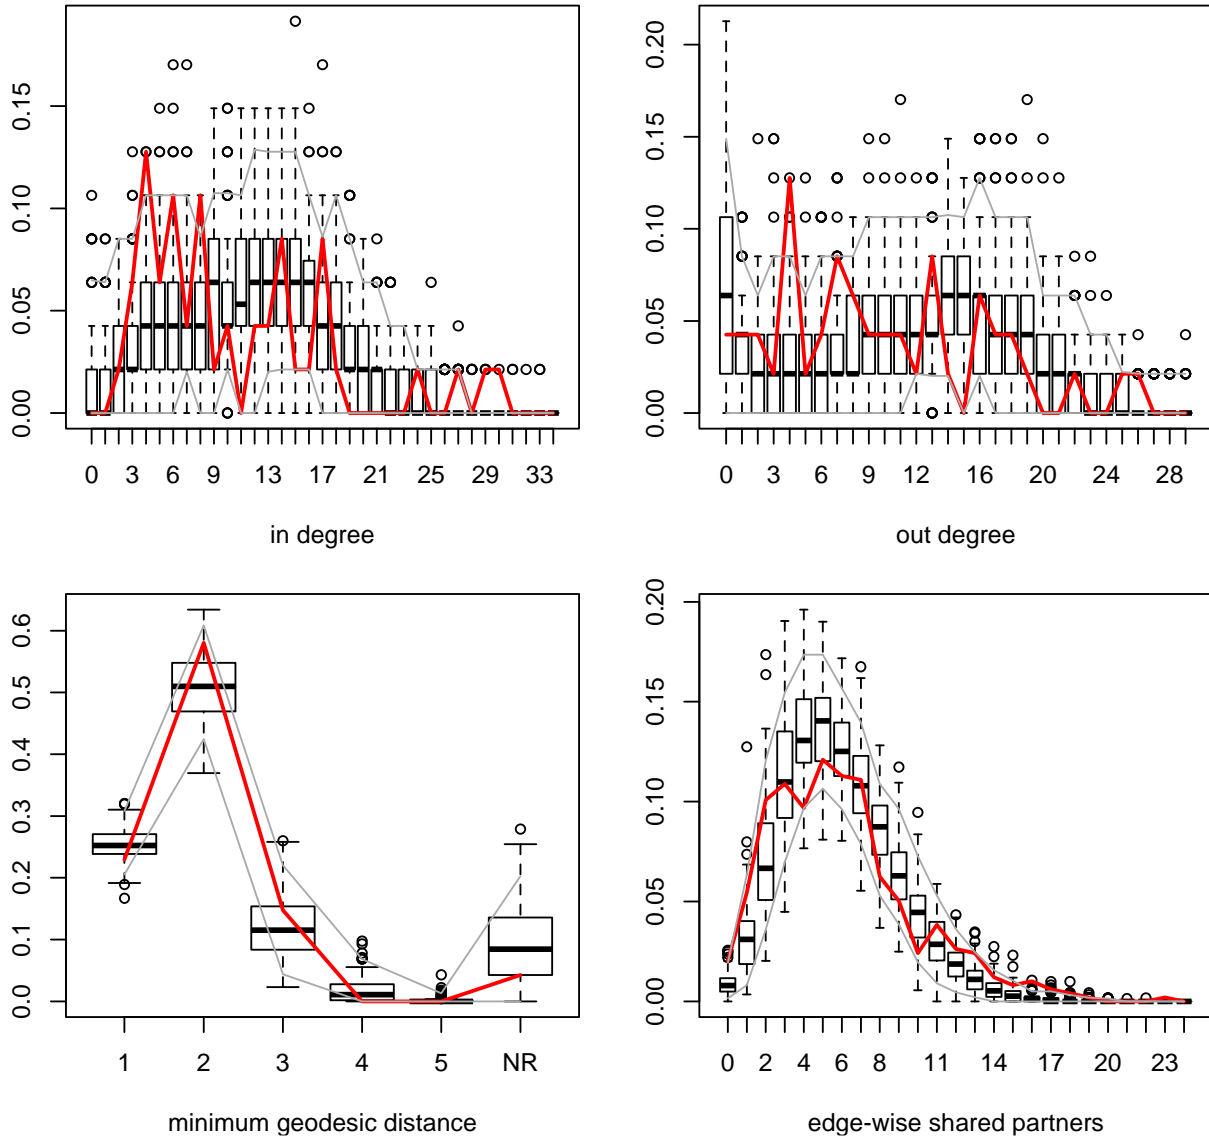 0.00 0.05 0.10 0.15
0 3 6 9 13 17 21 25 29 33
in degree
0.00 0.05 0.10 0.15 0.20
0 3 6 9 12 16 20 24 28
out degree
0.0 0.1 0.2 0.3 0.4 0.5 0.6
1 2 3 4 5 NR
minimum geodesic distance
0.00 0.05 0.10 0.15 0.20
0 2 4 6 8 11 14 17 20 23
edge-wise shared partners